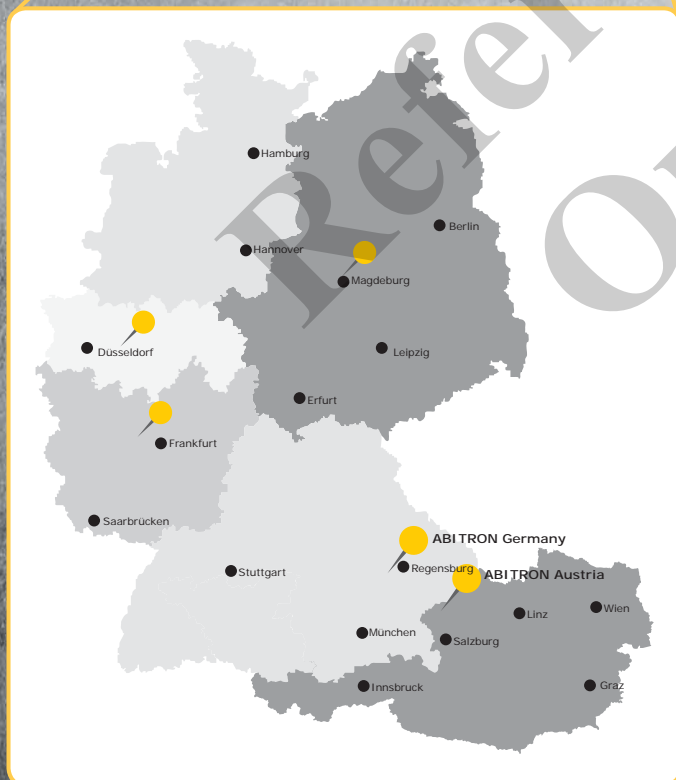 Hamburg
Berlin
Hannover
Magdeburg
Düsseldorf
Leipzig
Erfurt
Frankfurt
Saarbrücken
ABITRON Germany
Regensburg
Stuttgart
ABITRON Austria
Wien
Linz
München
Salzburg
Innsbruck
Graz